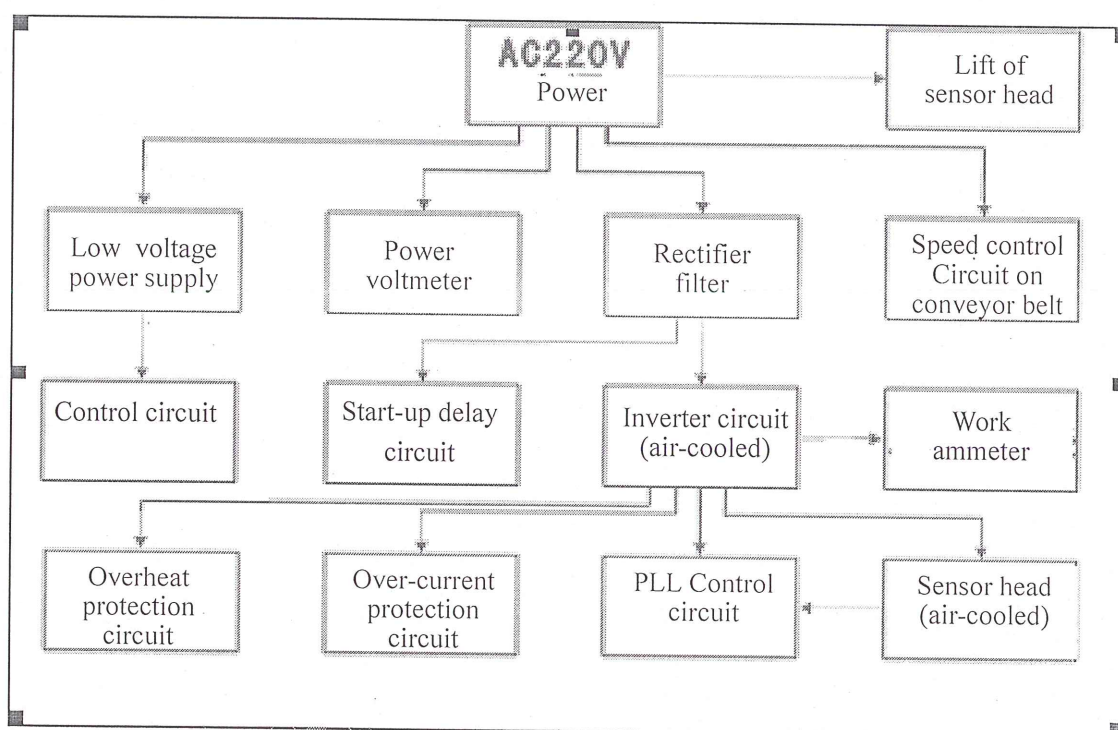 AC220V
Power
Lift of
sensor head
Low voltage
power supply
Power
voltmeter
Rectifier
filter
Speed control
Circuit on
conveyor belt
Control circuit
Start-up delay
circuit
Inverter circuit
(air-cooled)
Work
ammeter
Overheat
protection
circuit
Over-current
protection
circuit
PLL Control
circuit
Sensor head
(air-cooled)